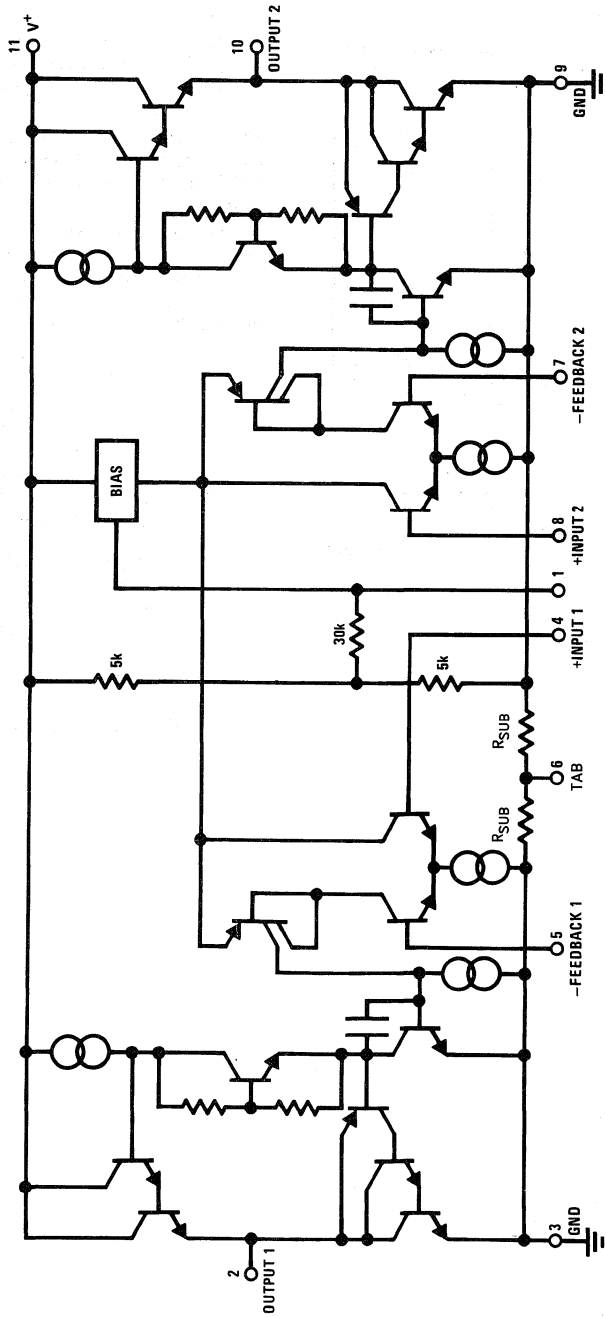 11 V+
10
OUTPUT 2
9
GND
7
–FEEDBACK 2
8
+INPUT 2
BIAS
1
30k
4
+INPUT 1
5k
5k
RSUB
6
TAB
RSUB
5
–FEEDBACK 1
2
OUTPUT 1
3
GND